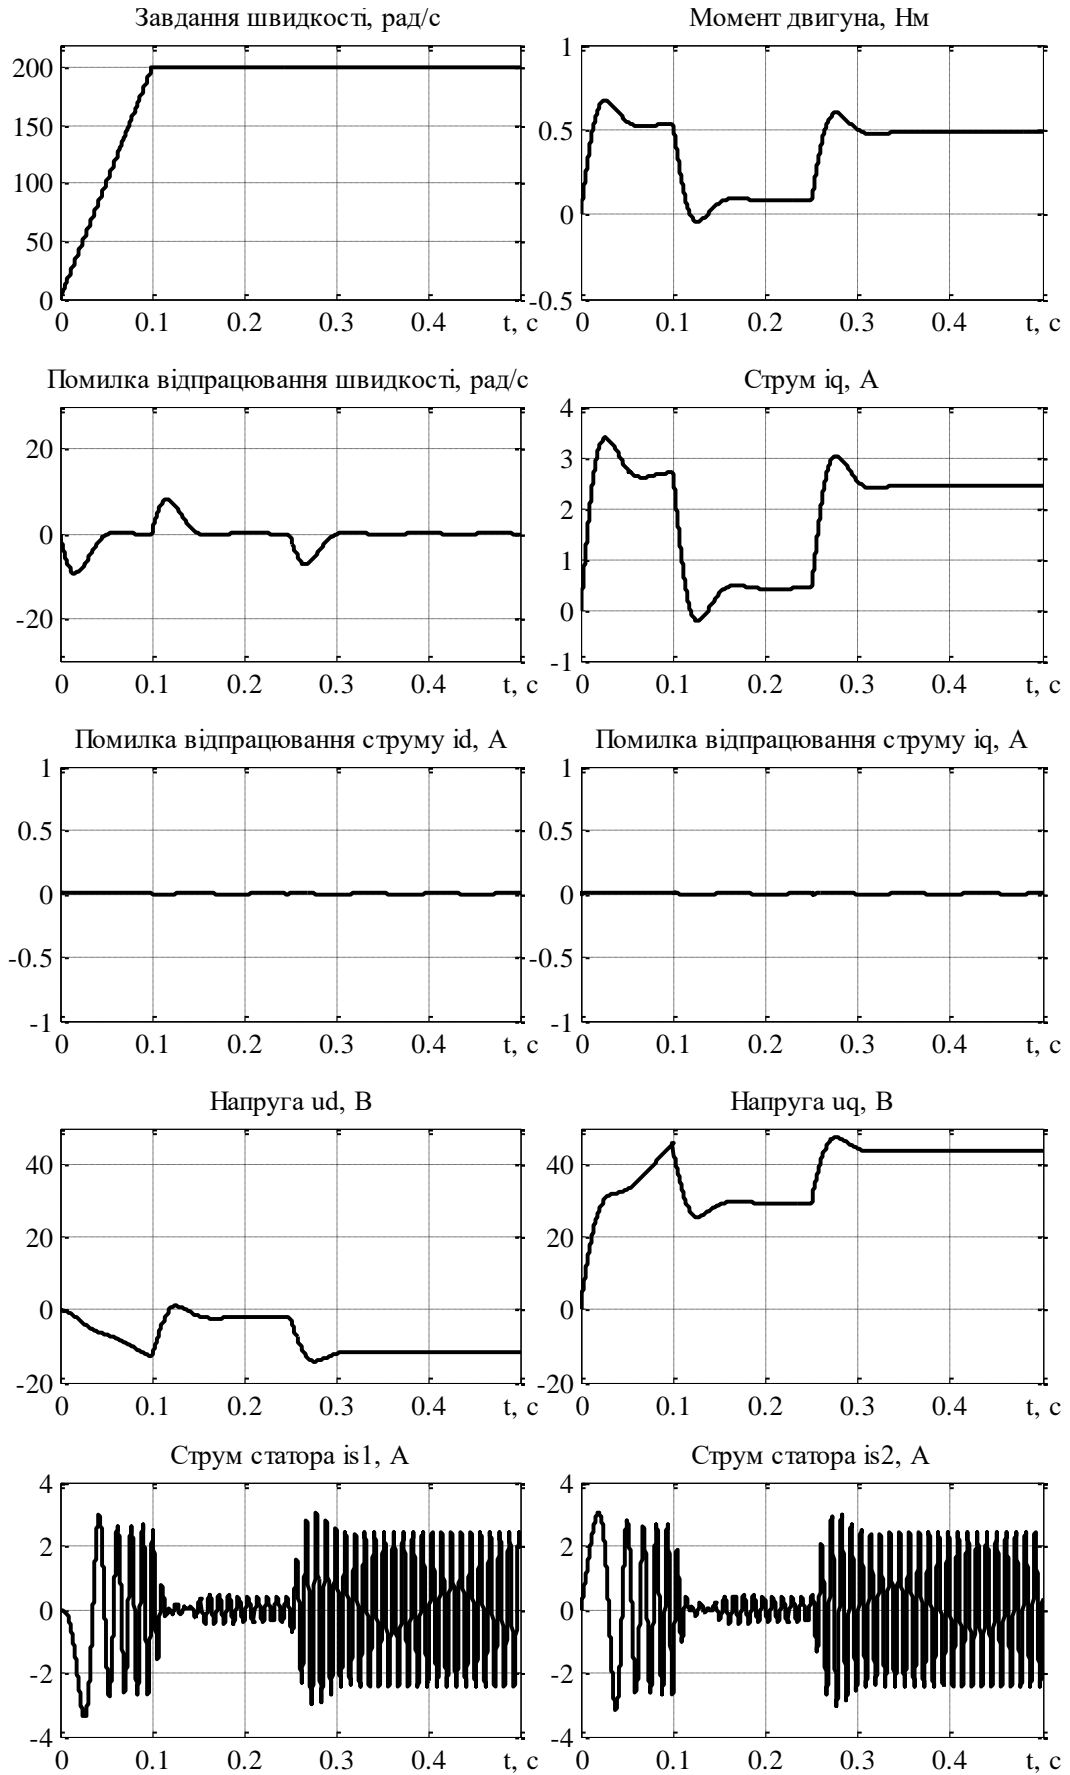 Завдання швидкості, рад/с
200
150
100
50
0
0 0.1 0.2 0.3 0.4 t, с
Момент двигуна, Нм
1
0.5
0
-0.5
0 0.1 0.2 0.3 0.4 t, с
Помилка відпрацювання швидкості, рад/с
20
0
-20
0 0.1 0.2 0.3 0.4 t, с
Струм iq, А
4
3
2
1
0
-1
0 0.1 0.2 0.3 0.4 t, с
Помилка відпрацювання струму id, А
1
0.5
0
-0.5
-1
0 0.1 0.2 0.3 0.4 t, с
Помилка відпрацювання струму iq, А
1
0.5
0
-0.5
-1
0 0.1 0.2 0.3 0.4 t, с
Напруга ud, В
40
20
0
-20
0 0.1 0.2 0.3 0.4 t, с
Напруга uq, В
40
20
0
-20
0 0.1 0.2 0.3 0.4 t, с
Струм статора is1, А
4
2
0
-2
-4
0 0.1 0.2 0.3 0.4 t, с
Струм статора is2, А
4
2
0
-2
-4
0 0.1 0.2 0.3 0.4 t, с